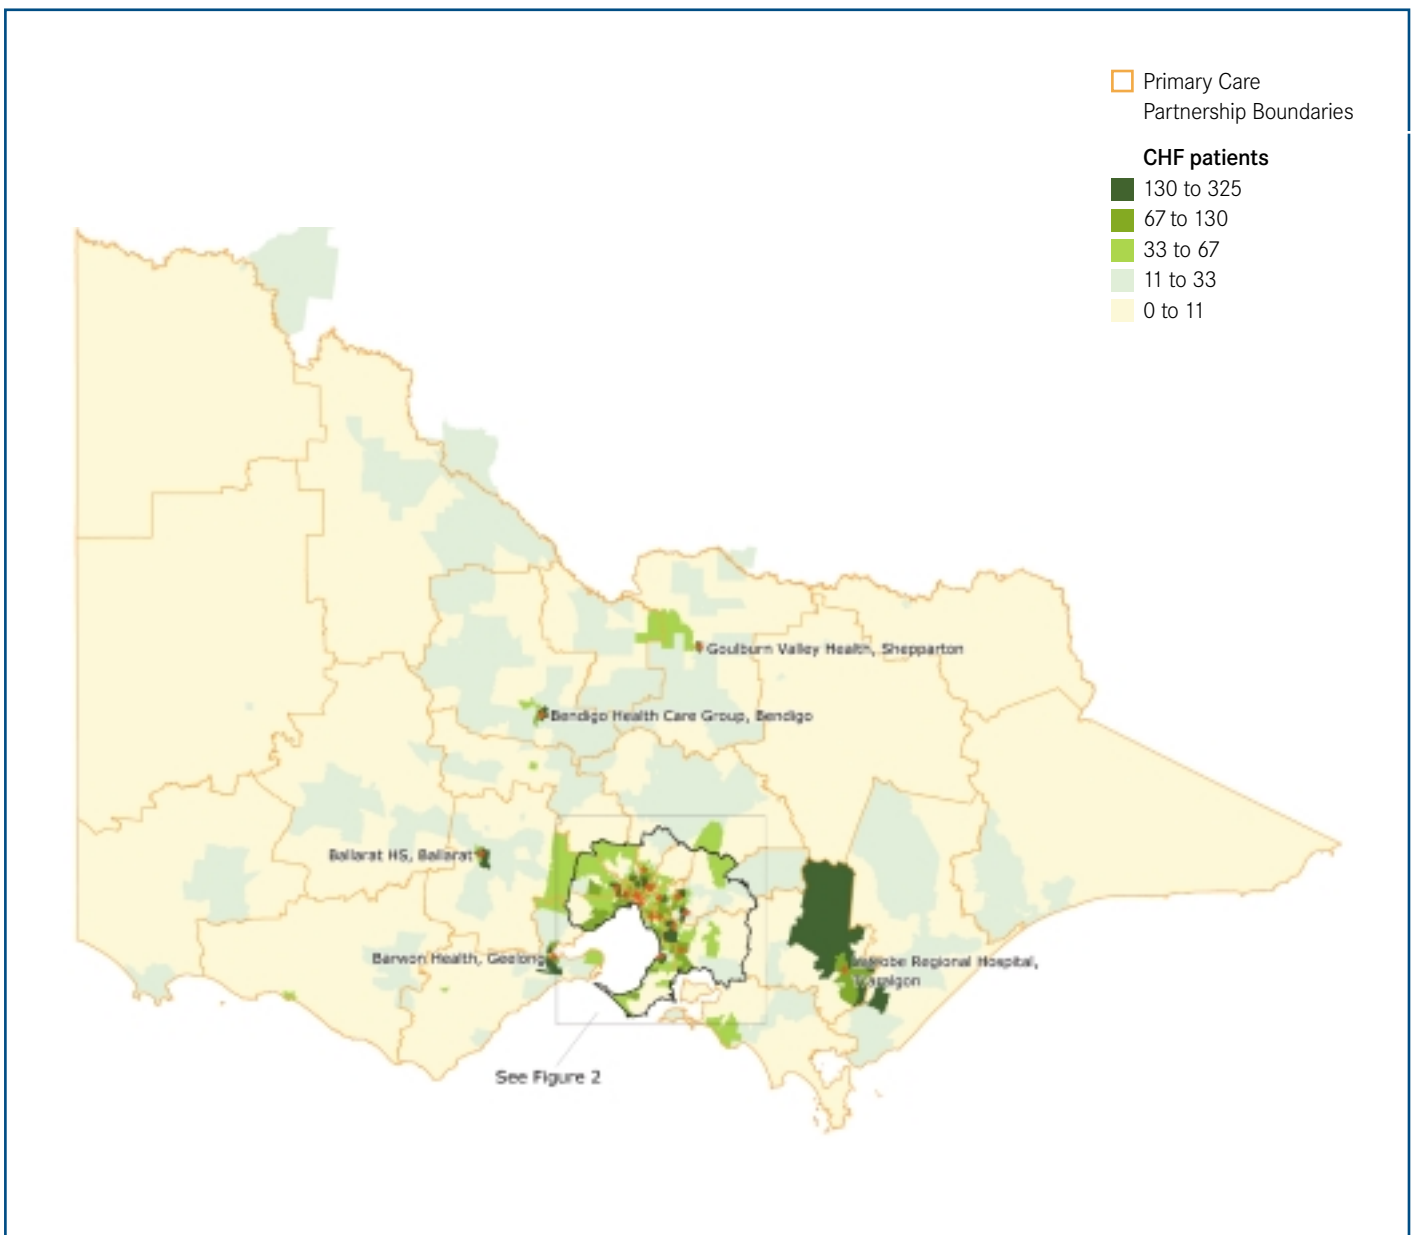 Primary Care
Partnership Boundaries
CHF patients
130 to 325
67 to 130
33 to 67
11 to 33
0 to 11
Goulburn Valley Health, Shepparton
Bendigo Health Care Group, Bendigo
Ballarat HS, Ballarat
Barwon Health, Geelong
Regional Hospital,
See Figure 2